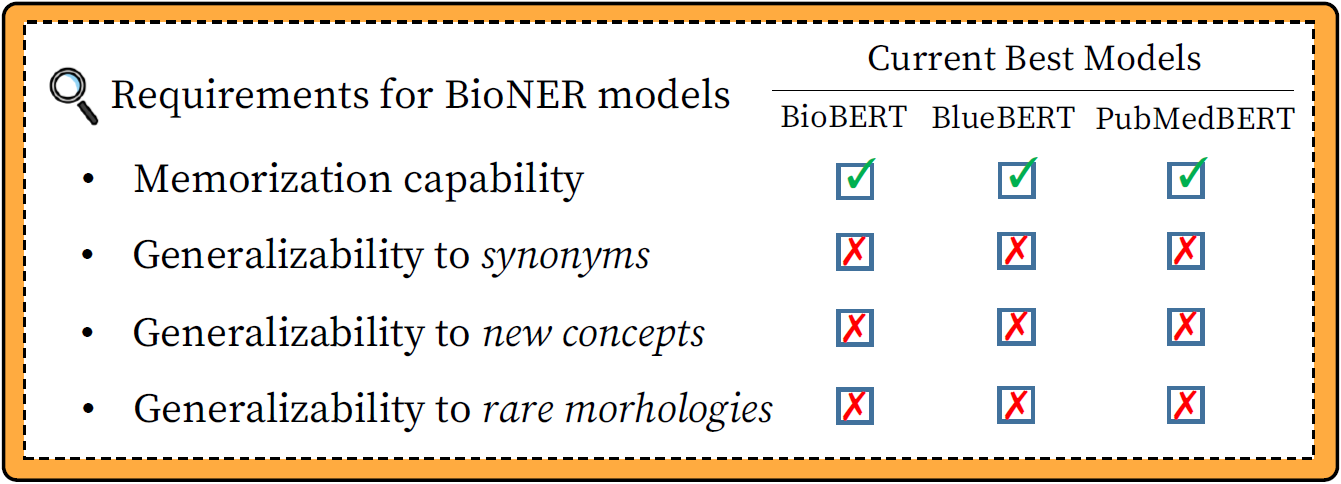 Current Best Models
Requirements for BioNER models
BioBERT BlueBERT PubMedBERT
• Memorization capability ✓ ✓ ✓
• Generalizability to synonyms ✗ ✗ ✗
• Generalizability to new concepts ✗ ✗ ✗
• Generalizability to rare morhologies ✗ ✗ ✗